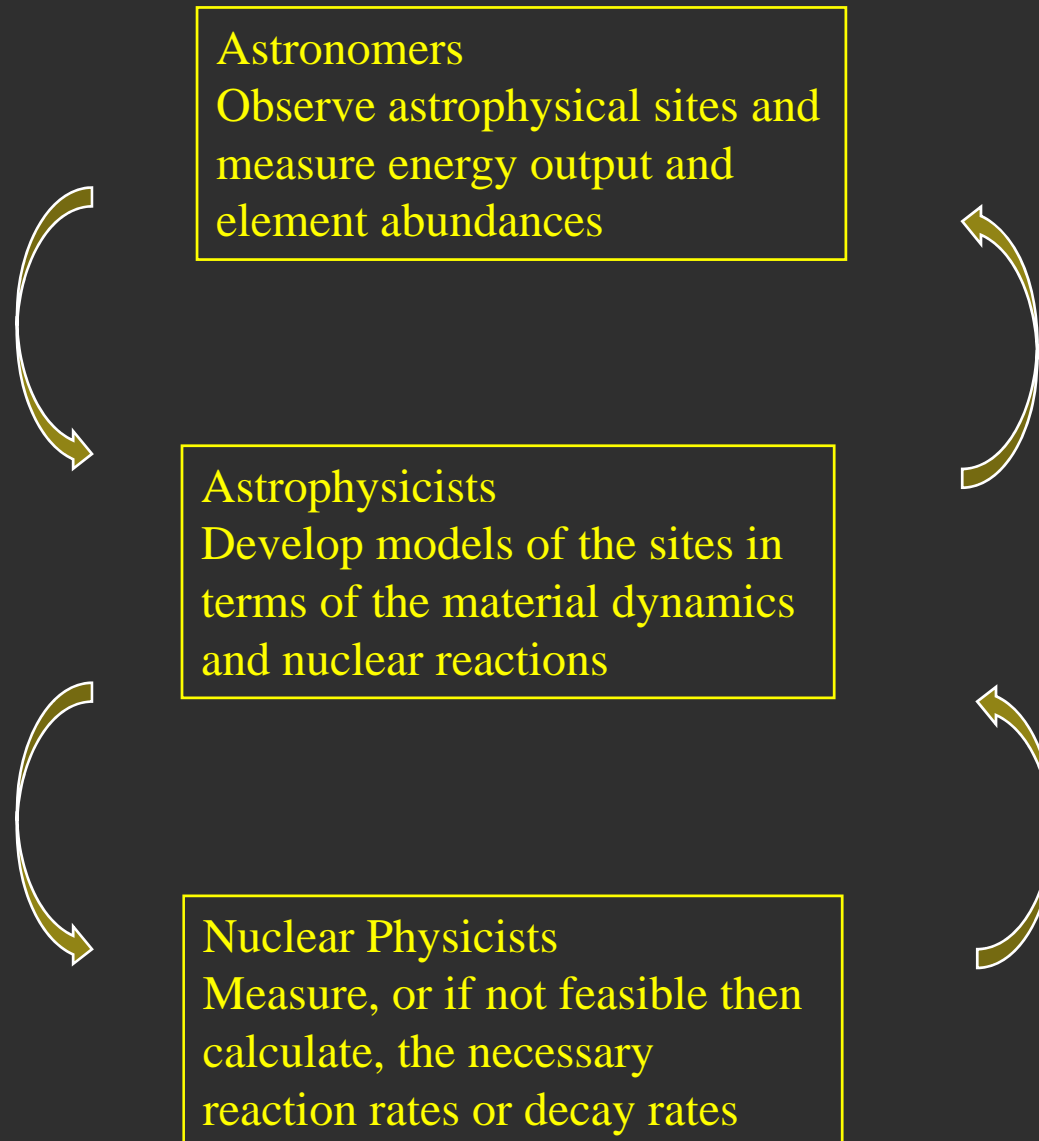 Astronomers
Observe astrophysical sites and
measure energy output and
element abundances
Astrophysicists
Develop models of the sites in
terms of the material dynamics
and nuclear reactions
Nuclear Physicists
Measure, or if not feasible then
calculate, the necessary
reaction rates or decay rates